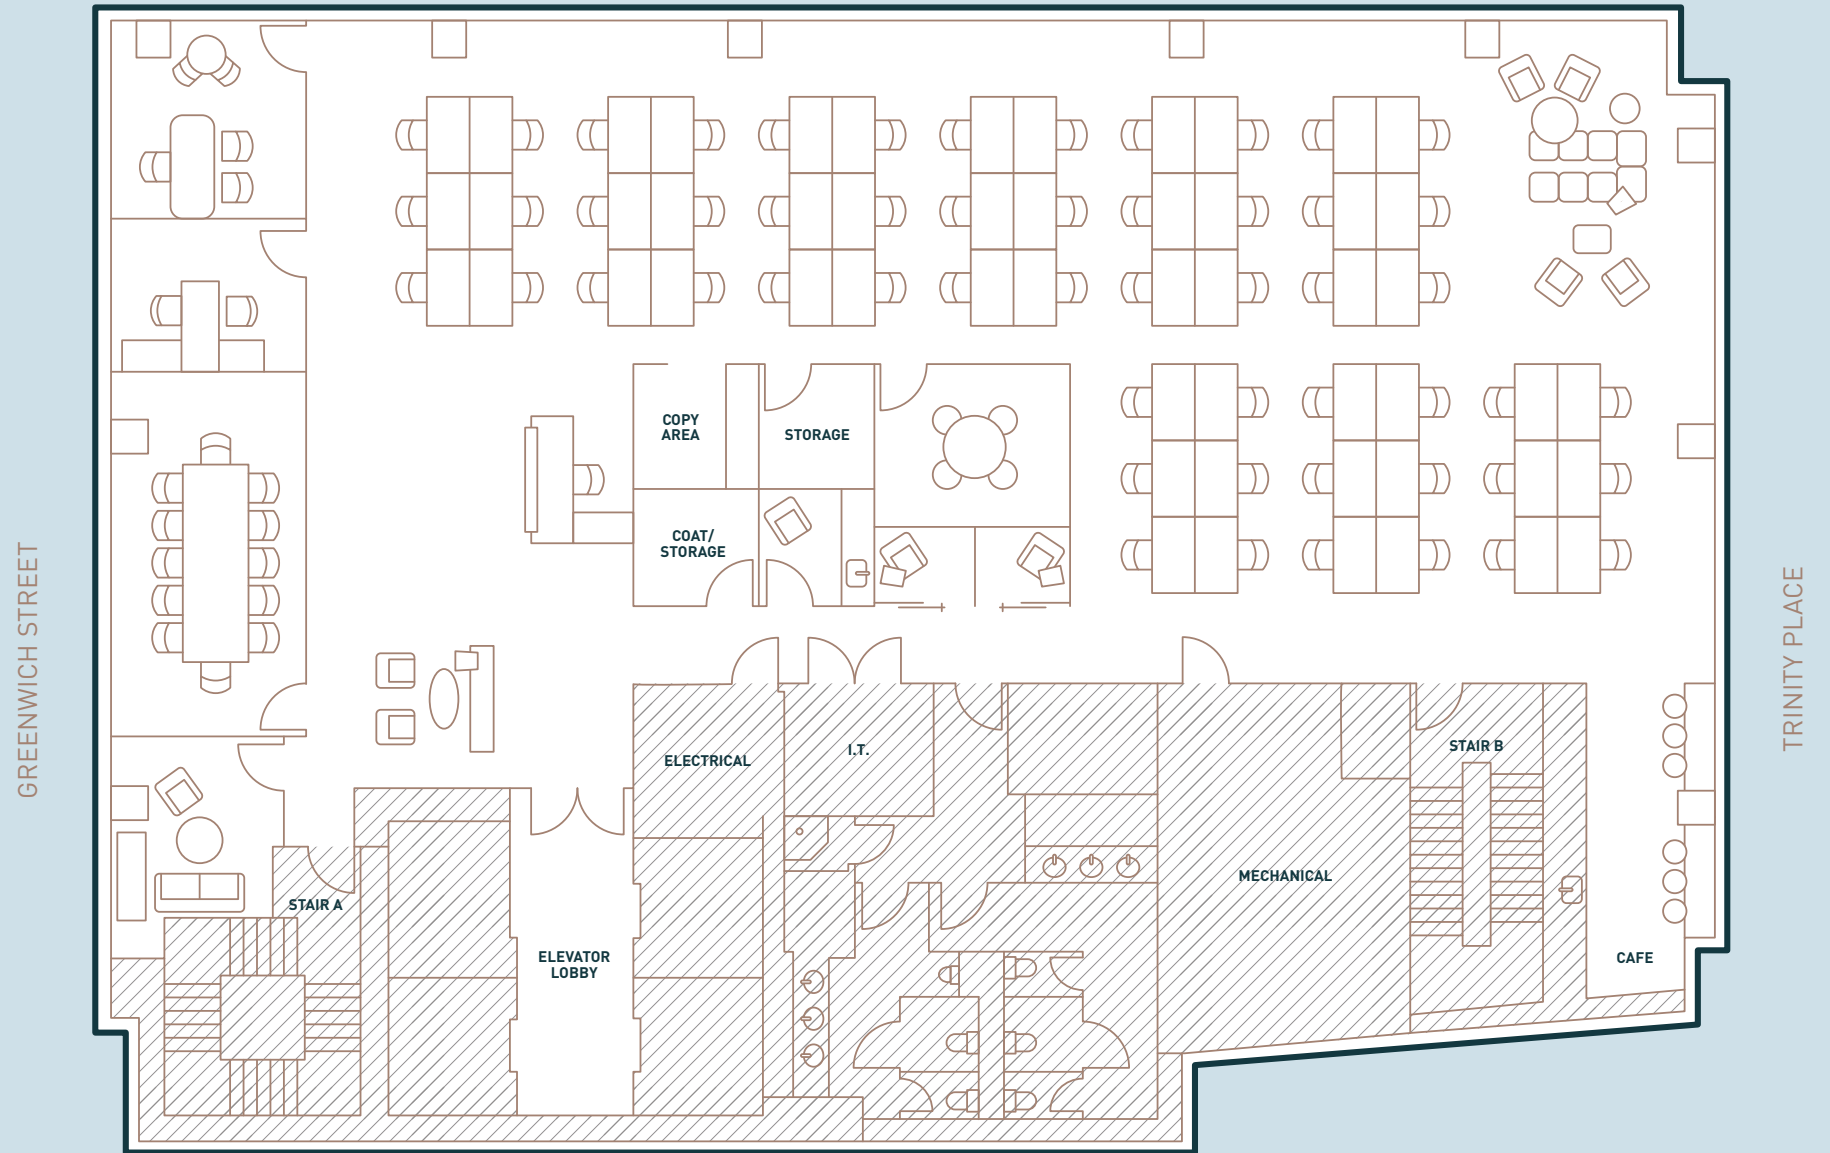 COPY
AREA
STORAGE
COAT/
STORAGE
GREENWICH STREET
TRINITY PLACE
ELECTRICAL
I.T.
STAIR B
MECHANICAL
STAIR A
ELEVATOR
LOBBY
CAFE